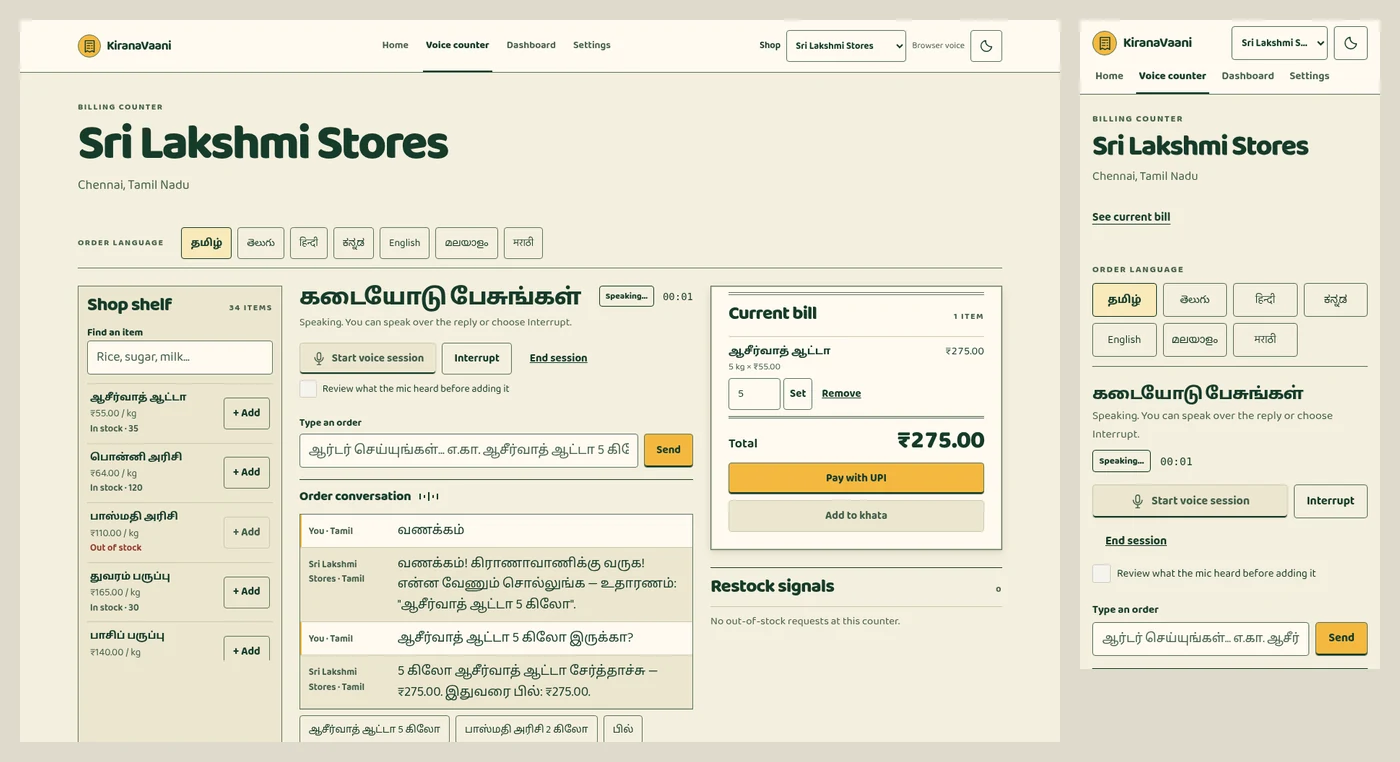 KiranaVaani
Home
Voice counter
Dashboard
Settings
Shop
Sri Lakshmi Stores
Browser voice
BILLING COUNTER
Sri Lakshmi Stores
Chennai, Tamil Nadu
ORDER LANGUAGE
தமிழ்
తెలుగు
हिन्दी
ಕನ್ನಡ
English
മലയാളം
मराठी
Shop shelf
34 ITEMS
Find an item
Rice, sugar, milk...
ஆசீர்வாத் ஆட்டா
₹55.00 / kg
In stock · 35
+ Add
பொன்னி அரிசி
₹64.00 / kg
In stock · 120
+ Add
பாஸ்மதி அரிசி
₹110.00 / kg
Out of stock
+ Add
துவரம் பருப்பு
₹165.00 / kg
In stock · 30
+ Add
பாசிப் பருப்பு
₹140.00 / kg
+ Add
கடையோடு பேசுங்கள்
Speaking...
00:01
Speaking. You can speak over the reply or choose Interrupt.
Start voice session
Interrupt
End session
Review what the mic heard before adding it
Type an order
ஆர்டர் செய்யுங்கள்... எ.கா. ஆசீர்வாத் ஆட்டா 5 கிலே
Send
Order conversation
You · Tamil
வணக்கம்
Sri Lakshmi
Stores · Tamil
வணக்கம்! கிராணாவாணிக்கு வருக!
என்ன வேணும் சொல்லுங்க — உதாரணம்:
"ஆசீர்வாத் ஆட்டா 5 கிலோ".
You · Tamil
ஆசீர்வாத் ஆட்டா 5 கிலோ இருக்கா?
Sri Lakshmi
Stores · Tamil
5 கிலோ ஆசீர்வாத் ஆட்டா சேர்த்தாச்சு —
₹275.00. இதுவரை பில்: ₹275.00.
ஆசீர்வாத் ஆட்டா 5 கிலோ
பாஸ்மதி அரிசி 2 கிலோ
பில்
Current bill
1 ITEM
ஆசீர்வாத் ஆட்டா
₹275.00
5 kg × ₹55.00
5
Set
Remove
Total
₹275.00
Pay with UPI
Add to khata
Restock signals
0
No out-of-stock requests at this counter.
KiranaVaani
Sri Lakshmi S...
Home
Voice counter
Dashboard
Settings
BILLING COUNTER
Sri Lakshmi Stores
Chennai, Tamil Nadu
See current bill
ORDER LANGUAGE
தமிழ்
తెలుగు
हिन्दी
ಕನ್ನಡ
English
മലയാളം
मराठी
கடையோடு பேசுங்கள்
Speaking. You can speak over the reply or choose
Interrupt.
Speaking...
00:01
Start voice session
Interrupt
End session
Review what the mic heard before adding it
Type an order
ஆர்டர் செய்யுங்கள்... எ.கா. ஆசீர்
Send